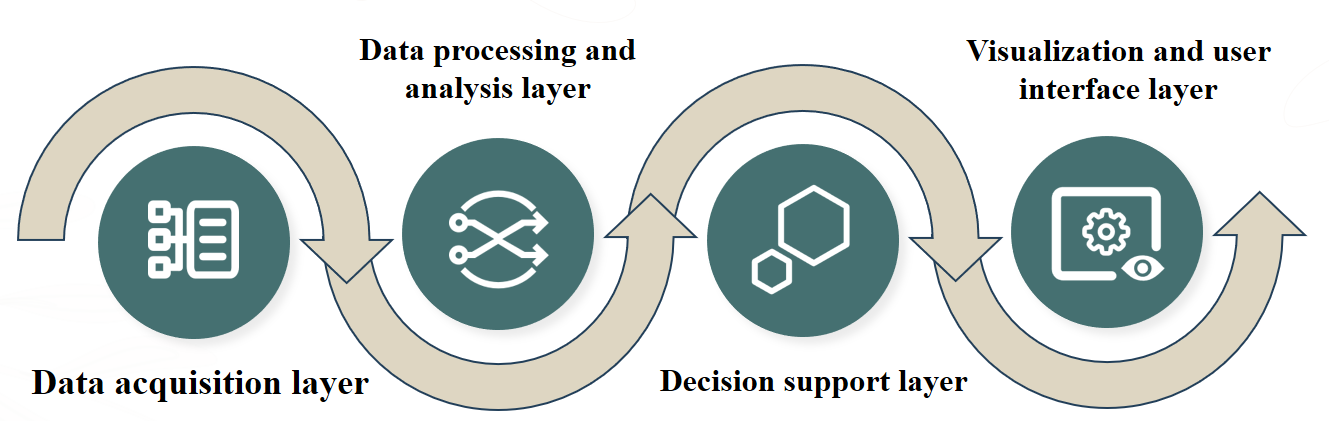 Data processing and
analysis layer
Visualization and user
interface layer
Data acquisition layer
Decision support layer